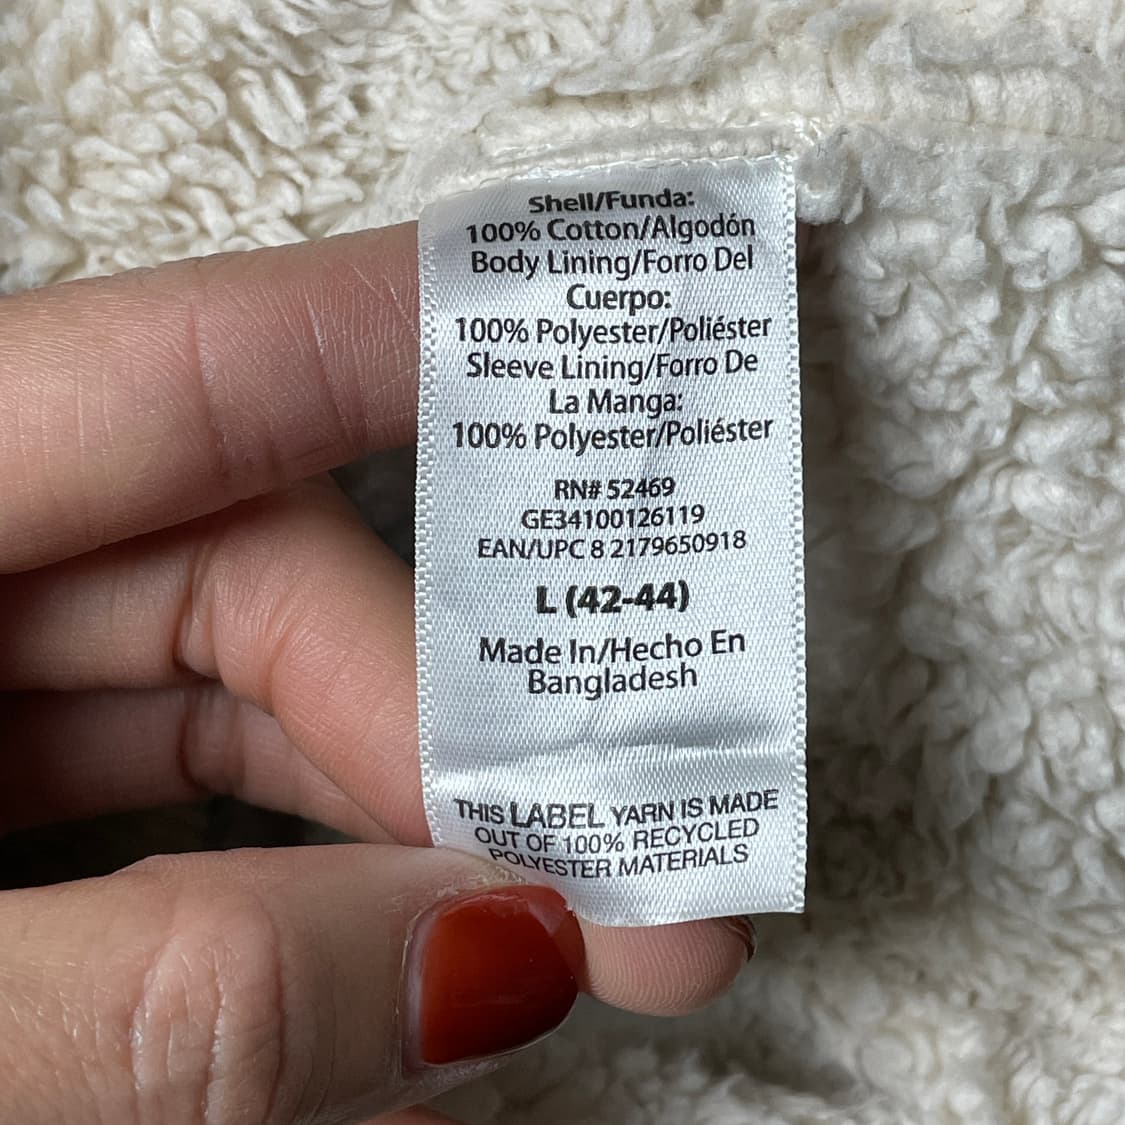 Shell/Funda:
100% Cotton/Algodón
Body Lining/Forro Del
Cuerpo:
100% Polyester/Poliéster
Sleeve Lining/Forro De
La Manga:
100% Polyester/Poliéster
RN# 52469
GE34100126119
EAN/UPC 8 2179650918
L (42-44)
Made In/Hecho En
Bangladesh
THIS LABEL YARN IS MADE
OUT OF 100% RECYCLED
POLYESTER MATERIALS